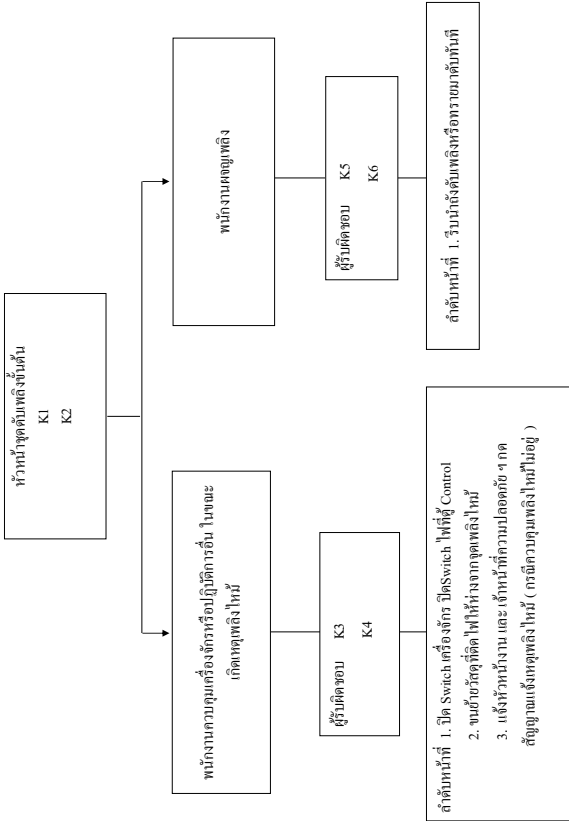 หัวหน้าชุดดับเพลิงขั้นต้น
K1
K2
พนักงานควบคุมเครื่องจักรหรือปฏิบัติการอื่น ในขณะ
เกิดเหตุเพลิงไหม้
ผู้รับผิดชอบ K3
K4
ลำดับหน้าที่ 1. ปิด Switch เครื่องจักร ปิดSwitch ไฟที่ตู้ Control
2. ขนย้ายวัสดุที่ติดไฟให้ห่างจากจุดเพลิงไหม้
3. แจ้งหัวหน้างาน และ เจ้าหน้าที่ความปลอดภัย ฯ กด
สัญญาณแจ้งเหตุเพลิงไหม้ ( กรณีควบคุมเพลิงไหม้ไม่อยู่ )
พนักงานผจญเพลิง
ผู้รับผิดชอบ K5
K6
ลำดับหน้าที่ 1. รีบนำถังดับเพลิงหรือทรายมาดับทันที